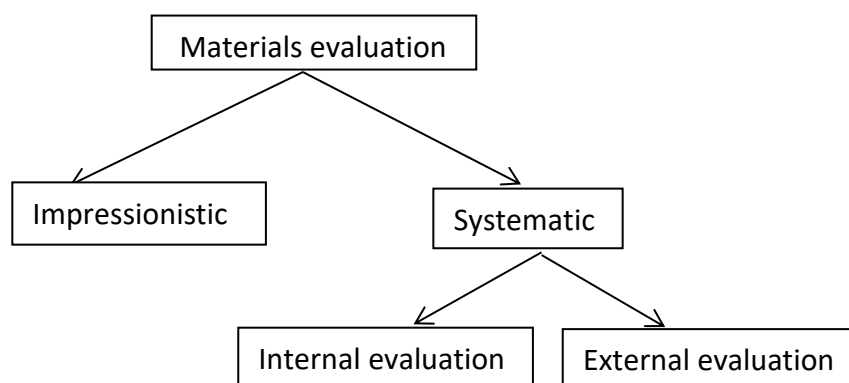 Materials evaluation
Impressionistic
Systematic
Internal evaluation
External evaluation